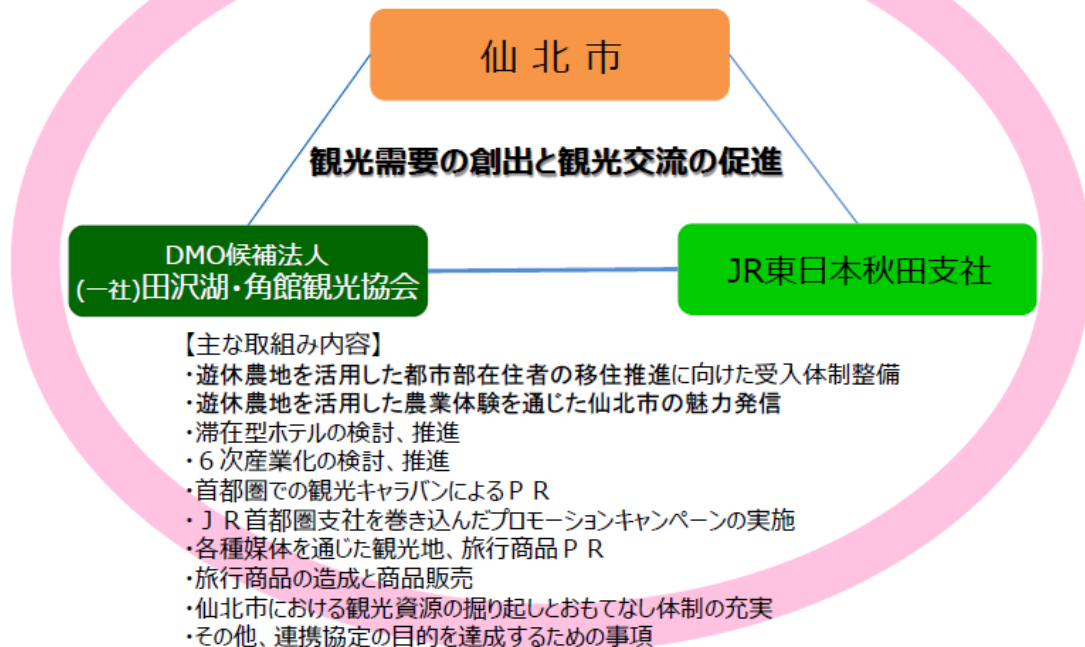 仙 北 市
観光需要の創出と観光交流の促進
DMO候補法人
(一社)田沢湖・角館観光協会
JR東日本秋田支社
【主な取組み内容】
・遊休農地を活用した都市部在住者の移住推進に向けた受入体制整備
・遊休農地を活用した農業体験を通じた仙北市の魅力発信
・滞在型ホテルの検討、推進
・６次産業化の検討、推進
・首都圏での観光キャラバンによるＰＲ
・ＪＲ首都圏支社を巻き込んだプロモーションキャンペーンの実施
・各種媒体を通じた観光地、旅行商品ＰＲ
・旅行商品の造成と商品販売
・仙北市における観光資源の掘り起しとおもてなし体制の充実
・その他、連携協定の目的を達成するための事項